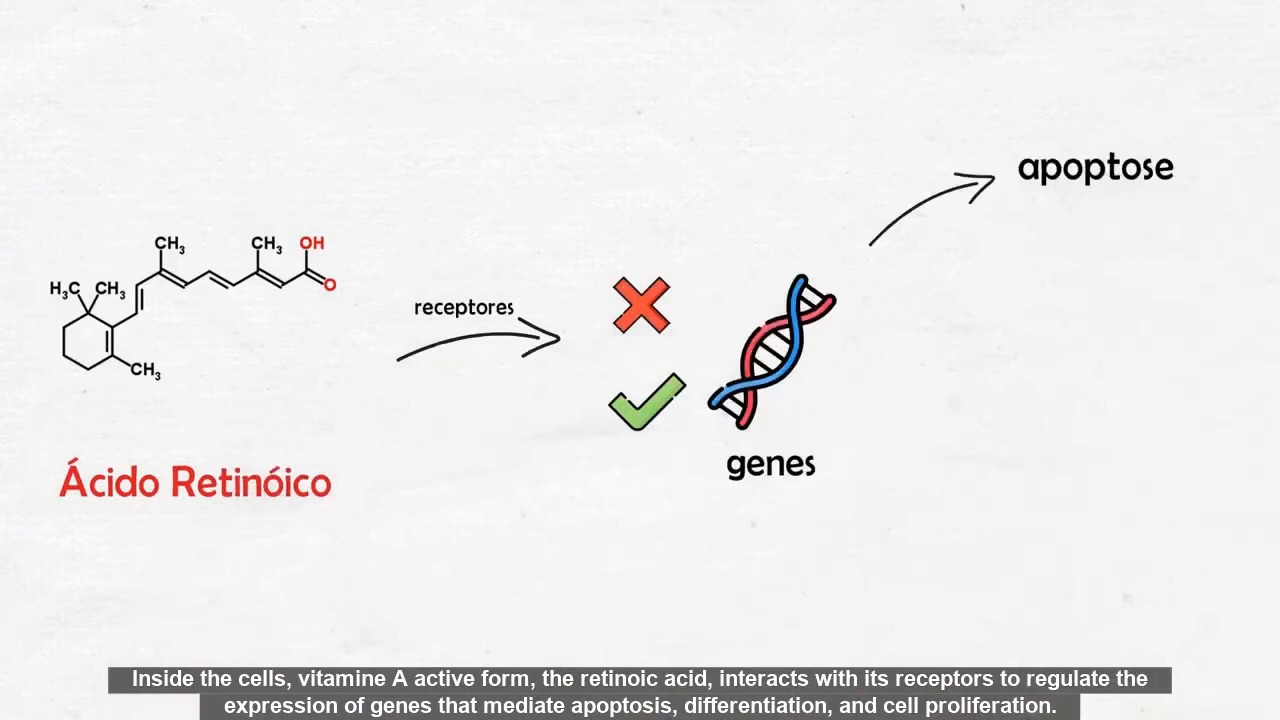 apoptose
CH₃
CH₃
OH
H₃C
CH₃
O
receptores
CH₃
genes
Ácido Retinóico
Inside the cells, vitamine A active form, the retinoic acid, interacts with its receptors to regulate the
expression of genes that mediate apoptosis, differentiation, and cell proliferation.